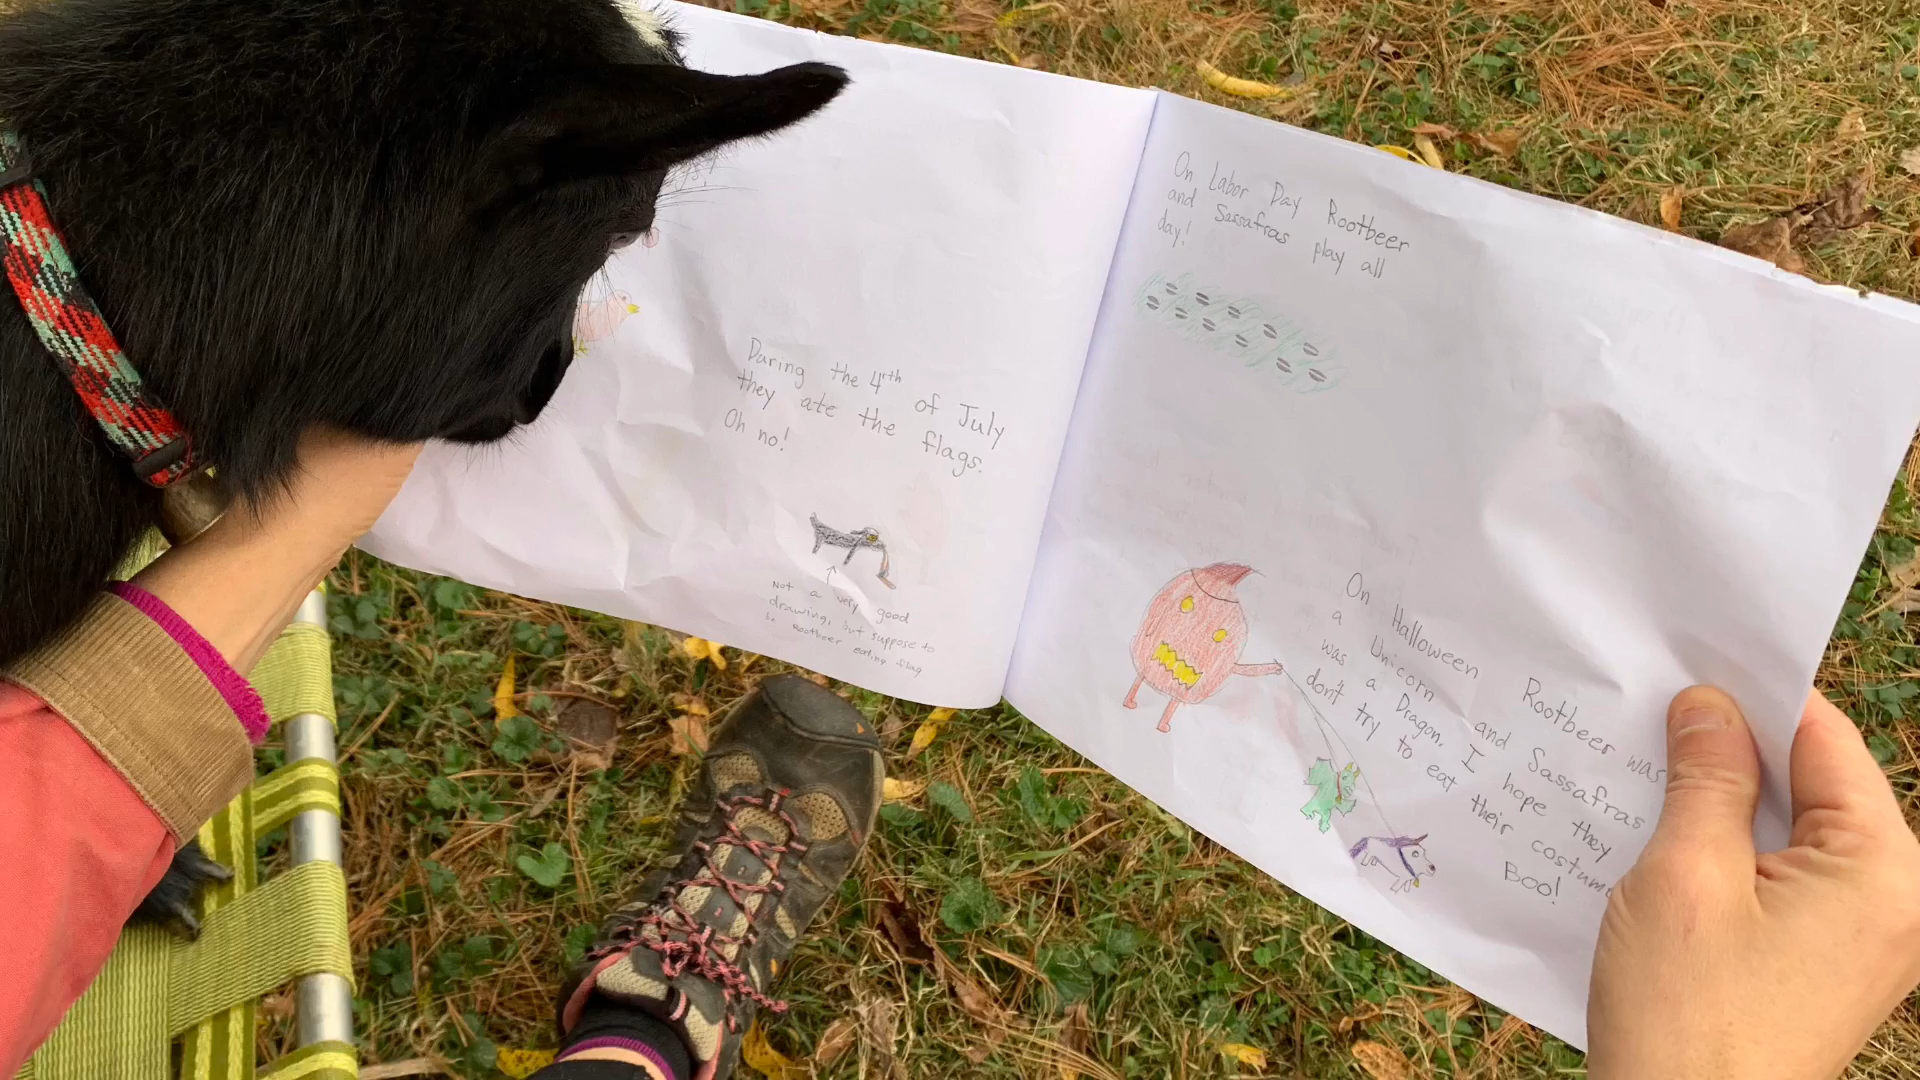 During the 4rth of July
they ate the flags.
Oh no!
Not a very good
drawing, but suppose to
be Rootbeer eating flag
On Labor Day Rootbeer
and Sassafras play all
day!
On Halloween Rootbeer was
a Unicorn and Sassafras
was a Dragon. I hope they
don't try to eat their
BOO!